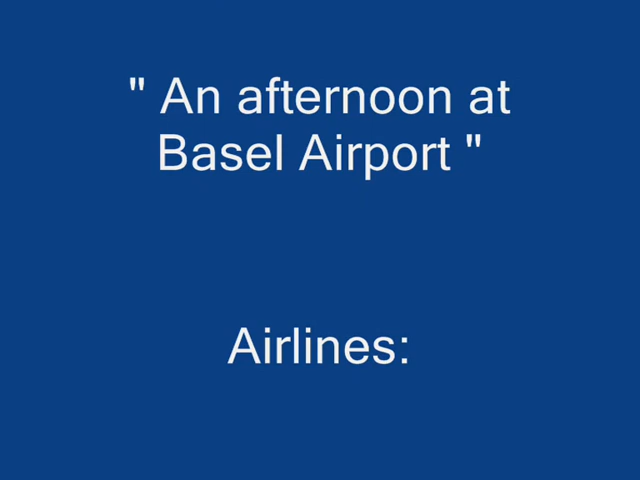 " An afternoon at
Basel Airport "
Airlines: